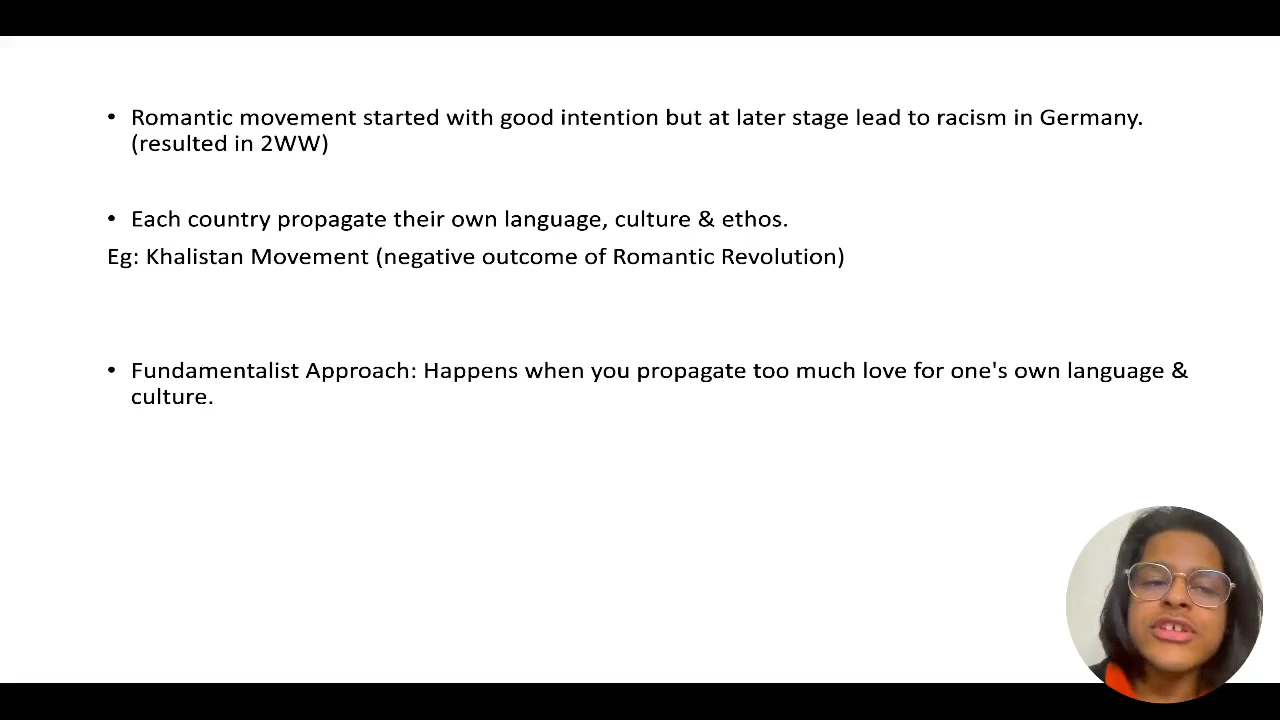 • Romantic movement started with good intention but at later stage lead to racism in Germany.
(resulted in 2WW)
• Each country propagate their own language, culture & ethos.
Eg: Khalistan Movement (negative outcome of Romantic Revolution)
• Fundamentalist Approach: Happens when you propagate too much love for one's own language &
culture.